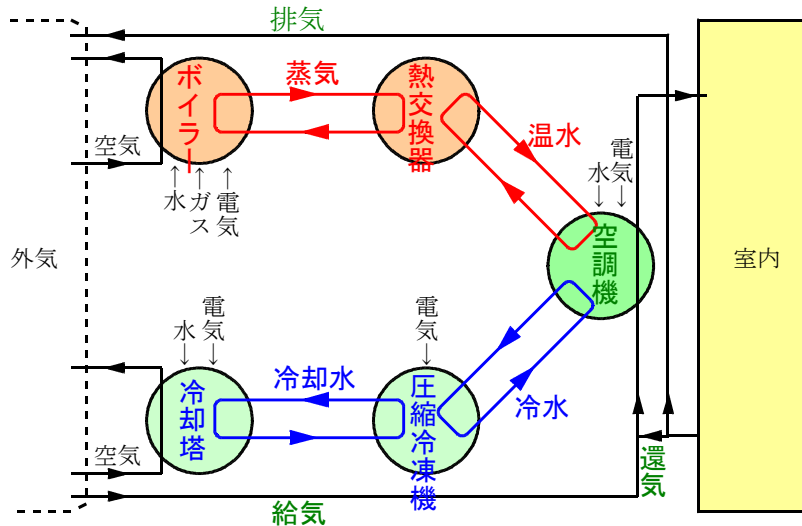 排気
ボイラー
蒸気
熱交換器
空気
温水
水
ガス
電気
水
電気
外気
空調機
室内
水
電気
電気
冷却塔
冷却水
圧縮冷凍機
冷水
空気
還気
給気